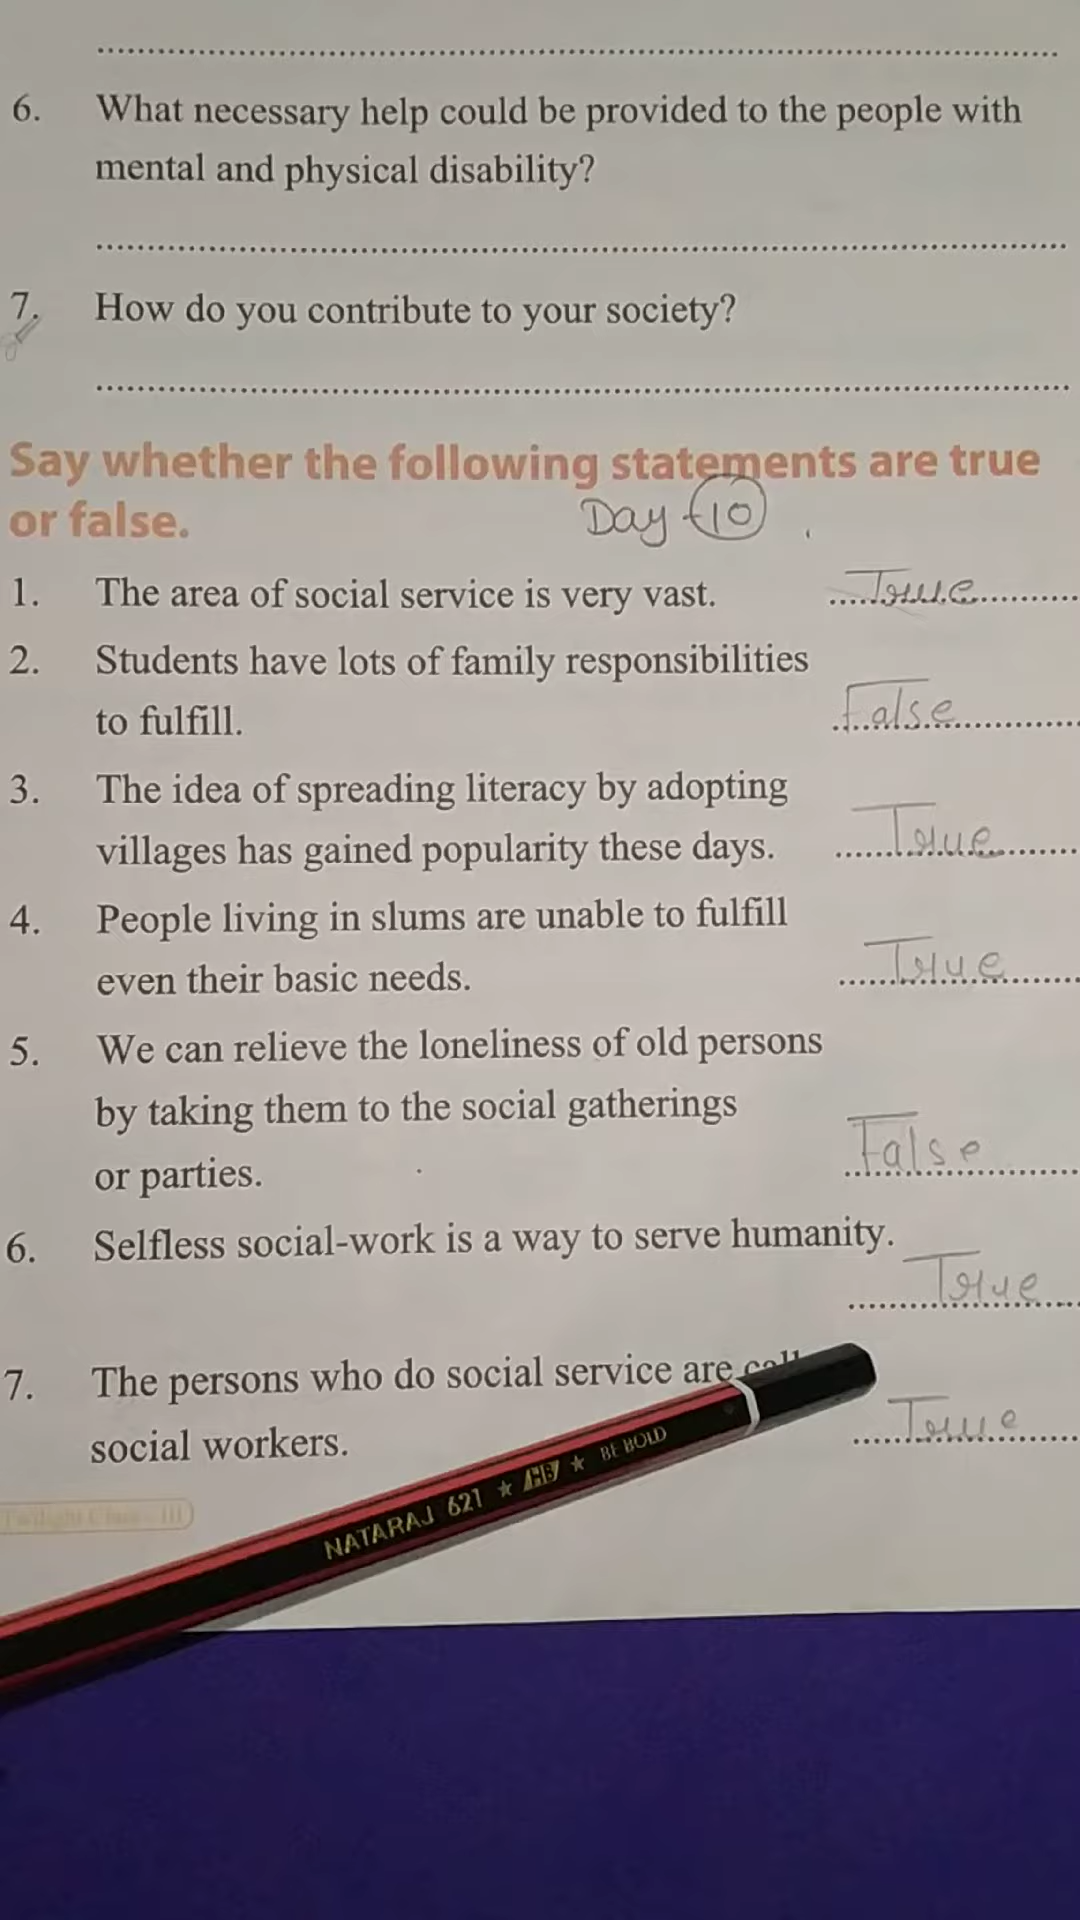 6. What necessary help could be provided to the people with
mental and physical disability?
7. How do you contribute to your society?
Say whether the following statements are true
or false.
Day - 10
1. The area of social service is very vast. True
2. Students have lots of family responsibilities
to fulfill. False
3. The idea of spreading literacy by adopting
villages has gained popularity these days. True
4. People living in slums are unable to fulfill
even their basic needs. True
5. We can relieve the loneliness of old persons
by taking them to the social gatherings
or parties. False
6. Selfless social-work is a way to serve humanity.
True
7. The persons who do social service are
social workers. True
NATARAJ 621 ★ HB ★ BE BOLD